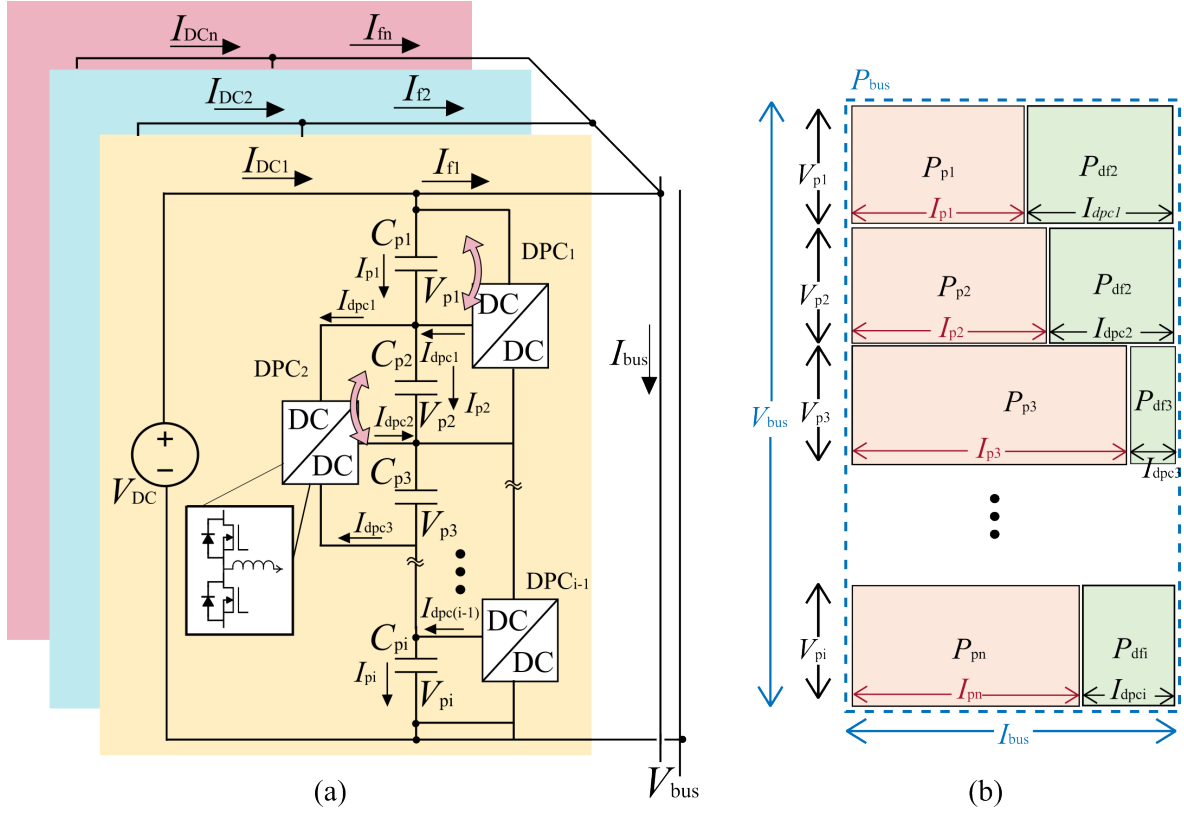 I_DCn I_fn
I_DC2 I_f2
I_DC1 I_f1
C_p1
DPC_1
I_p1
V_p1
DC
DC
I_dpc1
I_dpc1
C_p2
I_bus
DPC_2
I_p2
V_p2
DC
DC
I_dpc2
V_DC
C_p3
V_p3
I_dpc3
DPC_i-1
I_dpc(i-1)
DC
DC
C_pi
I_pi
V_pi
V_bus
(a)
P_bus
V_p1
P_p1 P_df2
I_p1 I_dpc1
V_p2
P_p2 P_df2
I_p2 I_dpc2
V_bus
V_p3
P_p3 P_df3
I_p3 I_dpc3
V_pi
P_pn P_dfi
I_pn I_dpci
I_bus
(b)